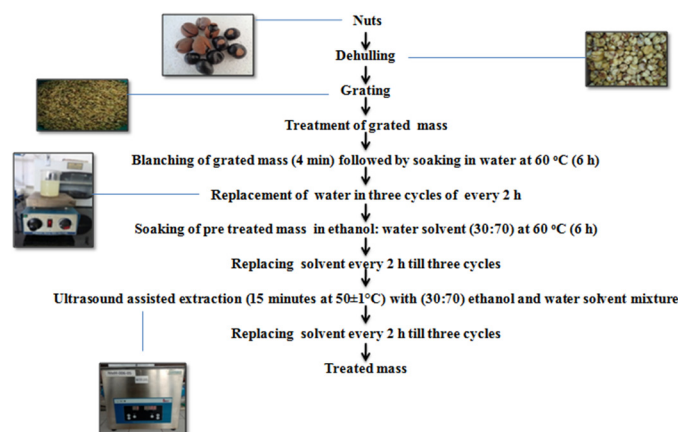 Nuts
Dehulling
Grating
Treatment of grated mass
Blanching of grated mass (4 min) followed by soaking in water at 60 °C (6 h)
Replacement of water in three cycles of every 2 h
Soaking of pre treated mass in ethanol: water solvent (30:70) at 60 °C (6 h)
Replacing solvent every 2 h till three cycles
Ultrasound assisted extraction (15 minutes at 50±1°C) with (30:70) ethanol and water solvent mixture
Replacing solvent every 2 h till three cycles
Treated mass